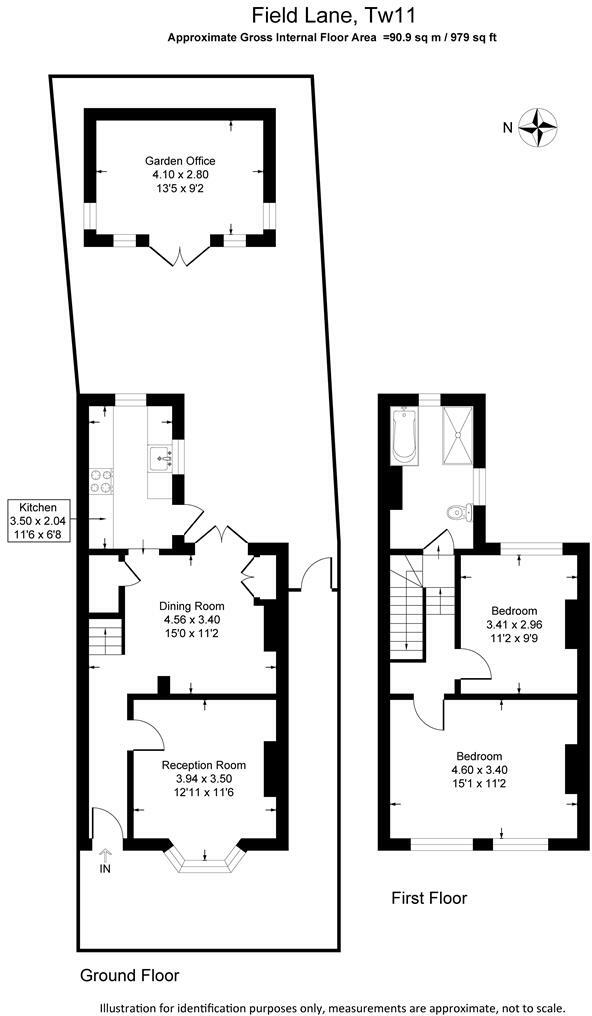 Field Lane, Tw11
Approximate Gross Internal Floor Area =90.9 sq m / 979 sq ft
N
Garden Office
4.10 x 2.80
13'5 x 9'2
Kitchen
3.50 x 2.04
11'6 x 6'8
Dining Room
4.56 x 3.40
15'0 x 11'2
Reception Room
3.94 x 3.50
12'11 x 11'6
IN
Ground Floor
Bedroom
3.41 x 2.96
11'2 x 9'9
Bedroom
4.60 x 3.40
15'1 x 11'2
First Floor
Illustration for identification purposes only, measurements are approximate, not to scale.